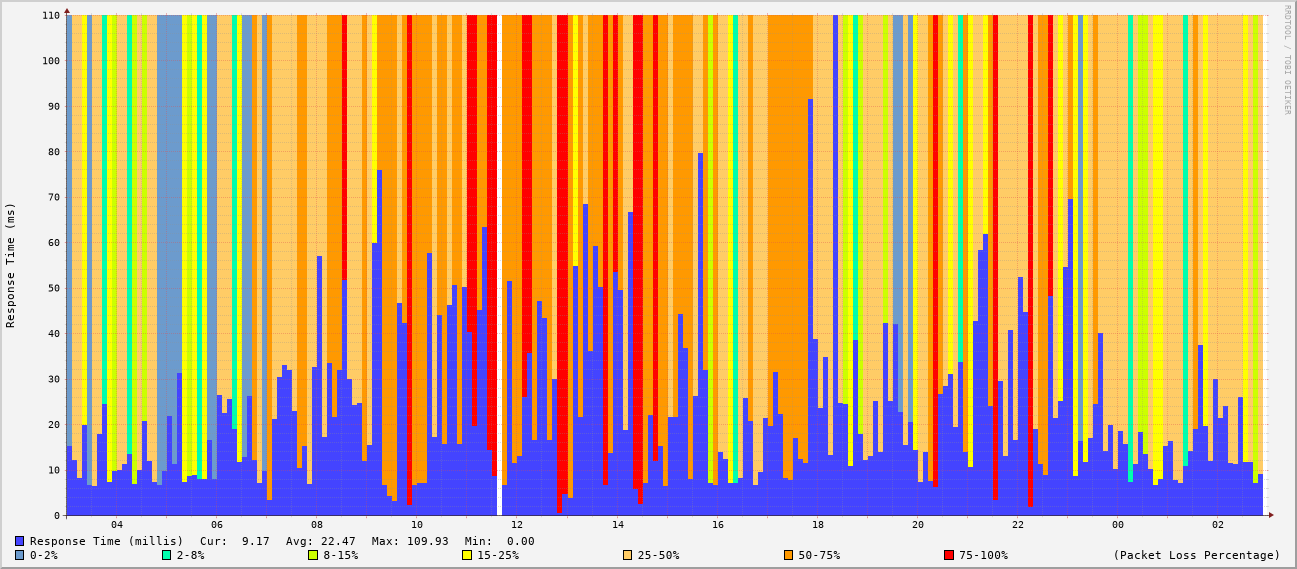 RRDTOOL / TOBI OETIKER
Response Time (ms)
110
100
90
80
70
60
50
40
30
20
10
0
04 06 08 10 12 14 16 18 20 22 00 02
Response Time (millis) Cur: 9.17 Avg: 22.47 Max: 109.93 Min: 0.00
0-2% 2-8% 8-15% 15-25% 25-50% 50-75% 75-100% (Packet Loss Percentage)